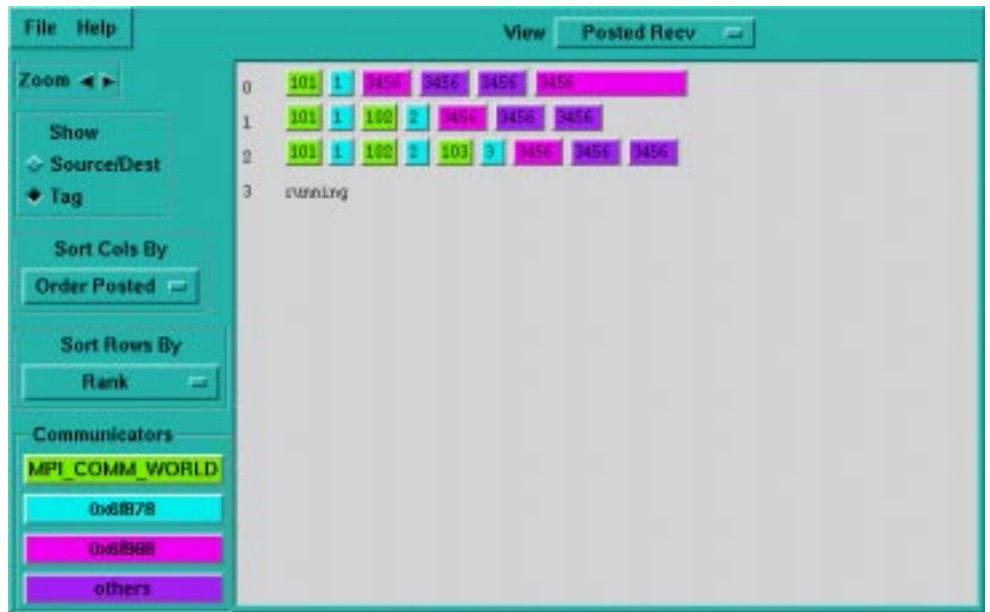 File Help
View Posted Recv
Zoom
Show
Source/Dest
Tag
Sort Cols By
Order Posted
Sort Rows By
Rank
Communicators
MPI_COMM_WORLD
0x6f878
0x6f988
others
0 101 1 3456 3456 3456 3456
1 101 1 102 2 3456 3456 3456
2 101 1 102 2 103 3 3456 3456 3456
3 running